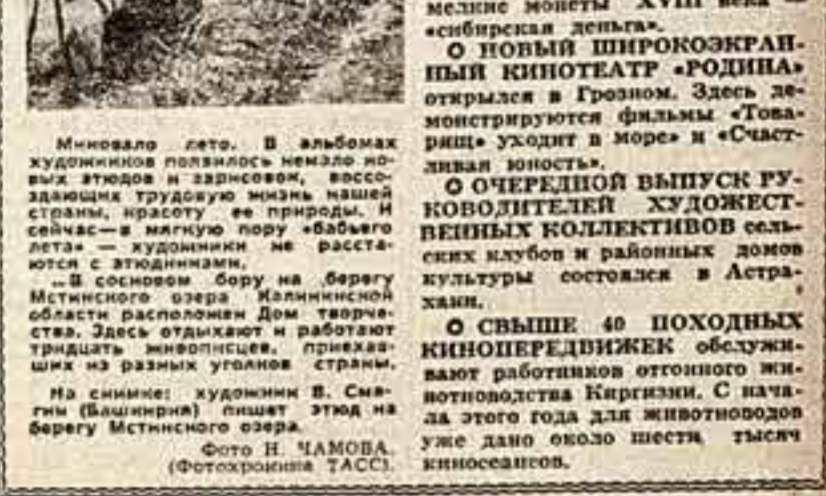 Миновало лето. В альбомах
художников появилось немало но-
вых этюдов и зарисовок, воссо-
здающих трудовую жизнь нашей
страны, красоту ее природы. И
сейчас — в мягкую пору «бабьего
лета» — художники не расста-
ются с этюдниками.
...В сосновом бору на берегу
Мстинского озера Калининской
области расположен Дом творче-
ства. Здесь отдыхают и работают
тридцать живописцев, приехав-
ших из разных уголков страны.
На снимке: художник В. Сма-
гин (Башкирия) пишет этюд на
берегу Мстинского озера.
Фото Н. ЧАМОВА.
(Фотохроника ТАСС).
мелкие монеты XVIII века —
«сибирская деньга».
О НОВЫЙ ШИРОКОЭКРАН-
НЫЙ КИНОТЕАТР «РОДИНА»
открылся в Грозном. Здесь де-
монстрируются фильмы «Това-
рищ» уходит в море» и «Счаст-
ливая юность».
О ОЧЕРЕДНОЙ ВЫПУСК РУ-
КОВОДИТЕЛЕЙ ХУДОЖЕСТ-
ВЕННЫХ КОЛЛЕКТИВОВ сель-
ских клубов и районных домов
культуры состоялся в Астра-
хани.
О СВЫШЕ 40 ПОХОДНЫХ
КИНОПЕРЕДВИЖЕК обслужи-
вают работников отгонного жи-
вотноводства Киргизии. С нача-
ла этого года для животноводов
уже дано около шести тысяч
киносеансов.